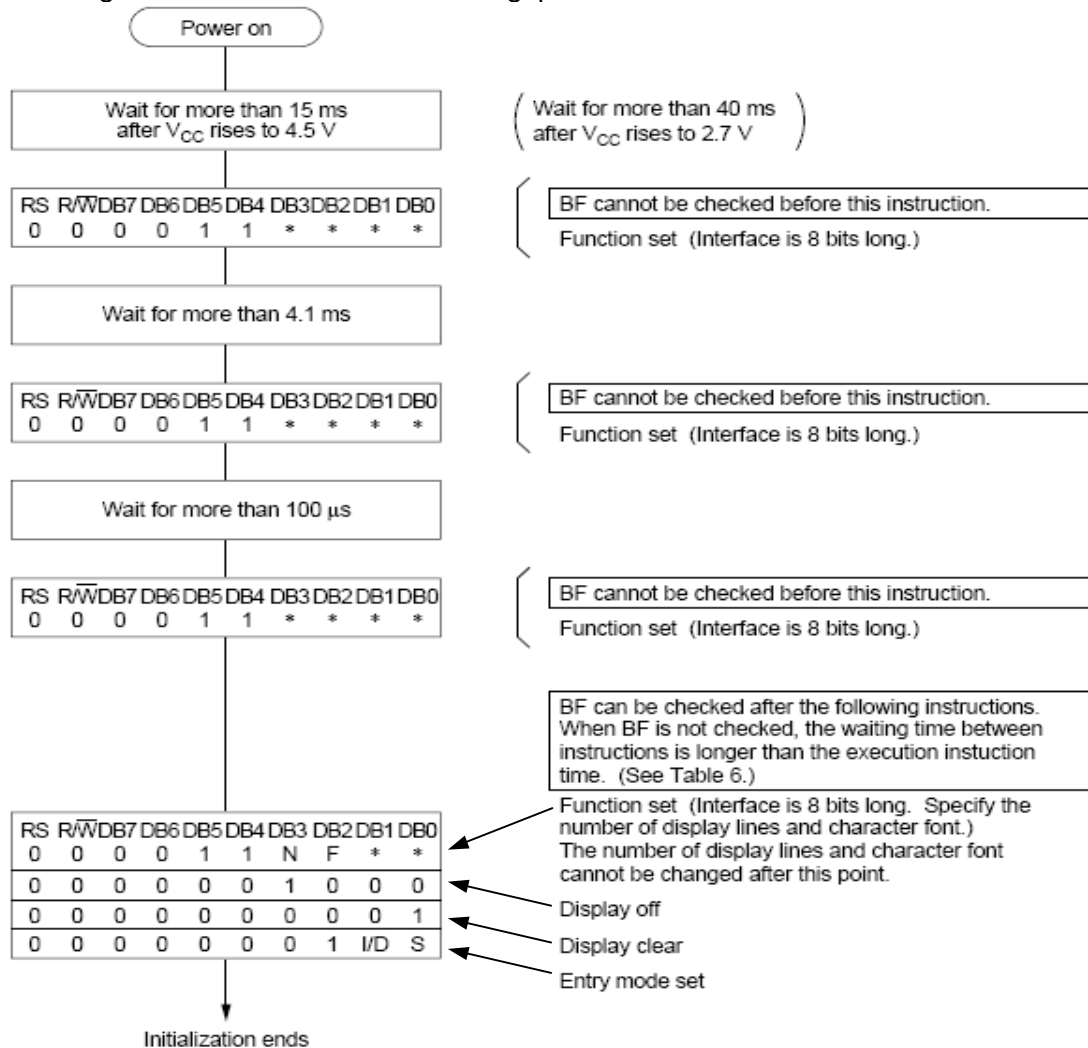 Power on
Wait for more than 15 ms
after VCC rises to 4.5 V
Wait for more than 40 ms
after VCC rises to 2.7 V
RS R/W DB7 DB6 DB5 DB4 DB3 DB2 DB1 DB0
0 0 0 0 1 1 * * * *
BF cannot be checked before this instruction.
Function set (Interface is 8 bits long.)
Wait for more than 4.1 ms
RS R/W DB7 DB6 DB5 DB4 DB3 DB2 DB1 DB0
0 0 0 0 1 1 * * * *
BF cannot be checked before this instruction.
Function set (Interface is 8 bits long.)
Wait for more than 100 μs
RS R/W DB7 DB6 DB5 DB4 DB3 DB2 DB1 DB0
0 0 0 0 1 1 * * * *
BF cannot be checked before this instruction.
Function set (Interface is 8 bits long.)
BF can be checked after the following instructions.
When BF is not checked, the waiting time between
instructions is longer than the execution instuction
time. (See Table 6.)
RS R/W DB7 DB6 DB5 DB4 DB3 DB2 DB1 DB0
0 0 0 0 1 1 N F * *
0 0 0 0 0 0 1 0 0 0
0 0 0 0 0 0 0 0 0 1
0 0 0 0 0 0 0 1 I/D S
Function set (Interface is 8 bits long. Specify the
number of display lines and character font.)
The number of display lines and character font
cannot be changed after this point.
Display off
Display clear
Entry mode set
Initialization ends